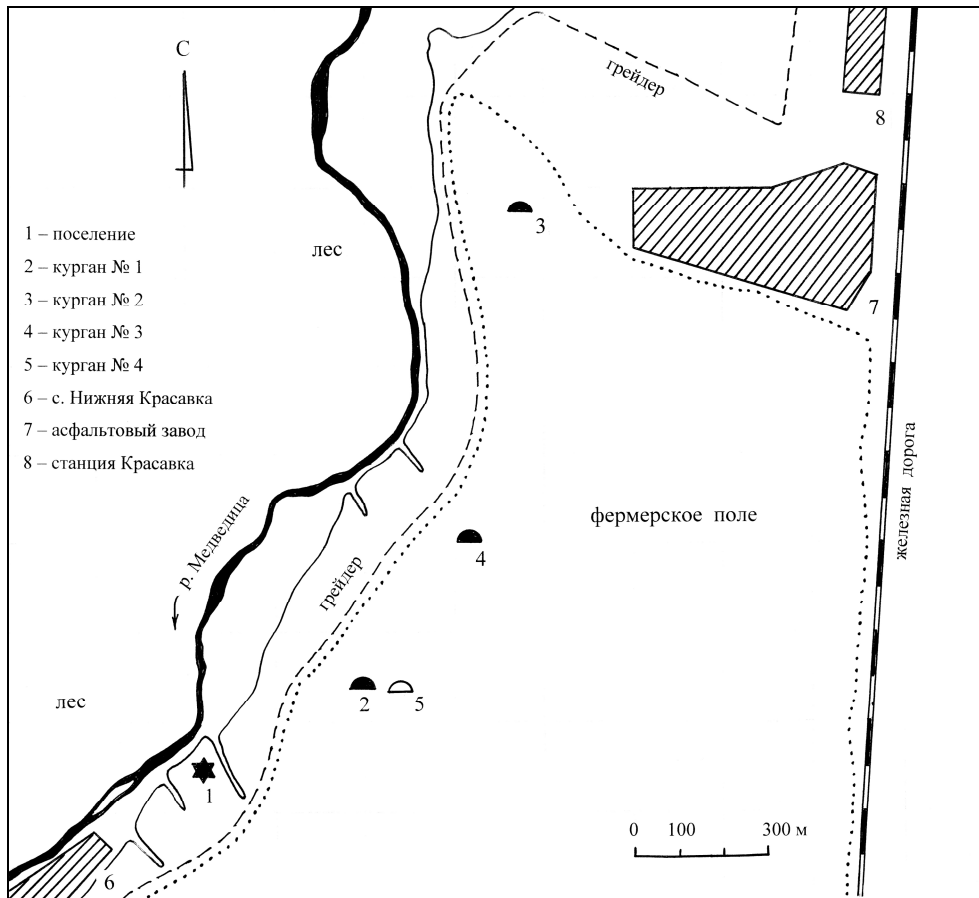 С
грейдер
8
3
лес
1 – поселение
2 – курган № 1
3 – курган № 2
4 – курган № 3
5 – курган № 4
6 – с. Нижняя Красавка
7 – асфальтовый завод
8 – станция Красавка
7
железная дорога
фермерское поле
р. Медведица
4
грейдер
лес
2
5
1
0 100 300 м
6